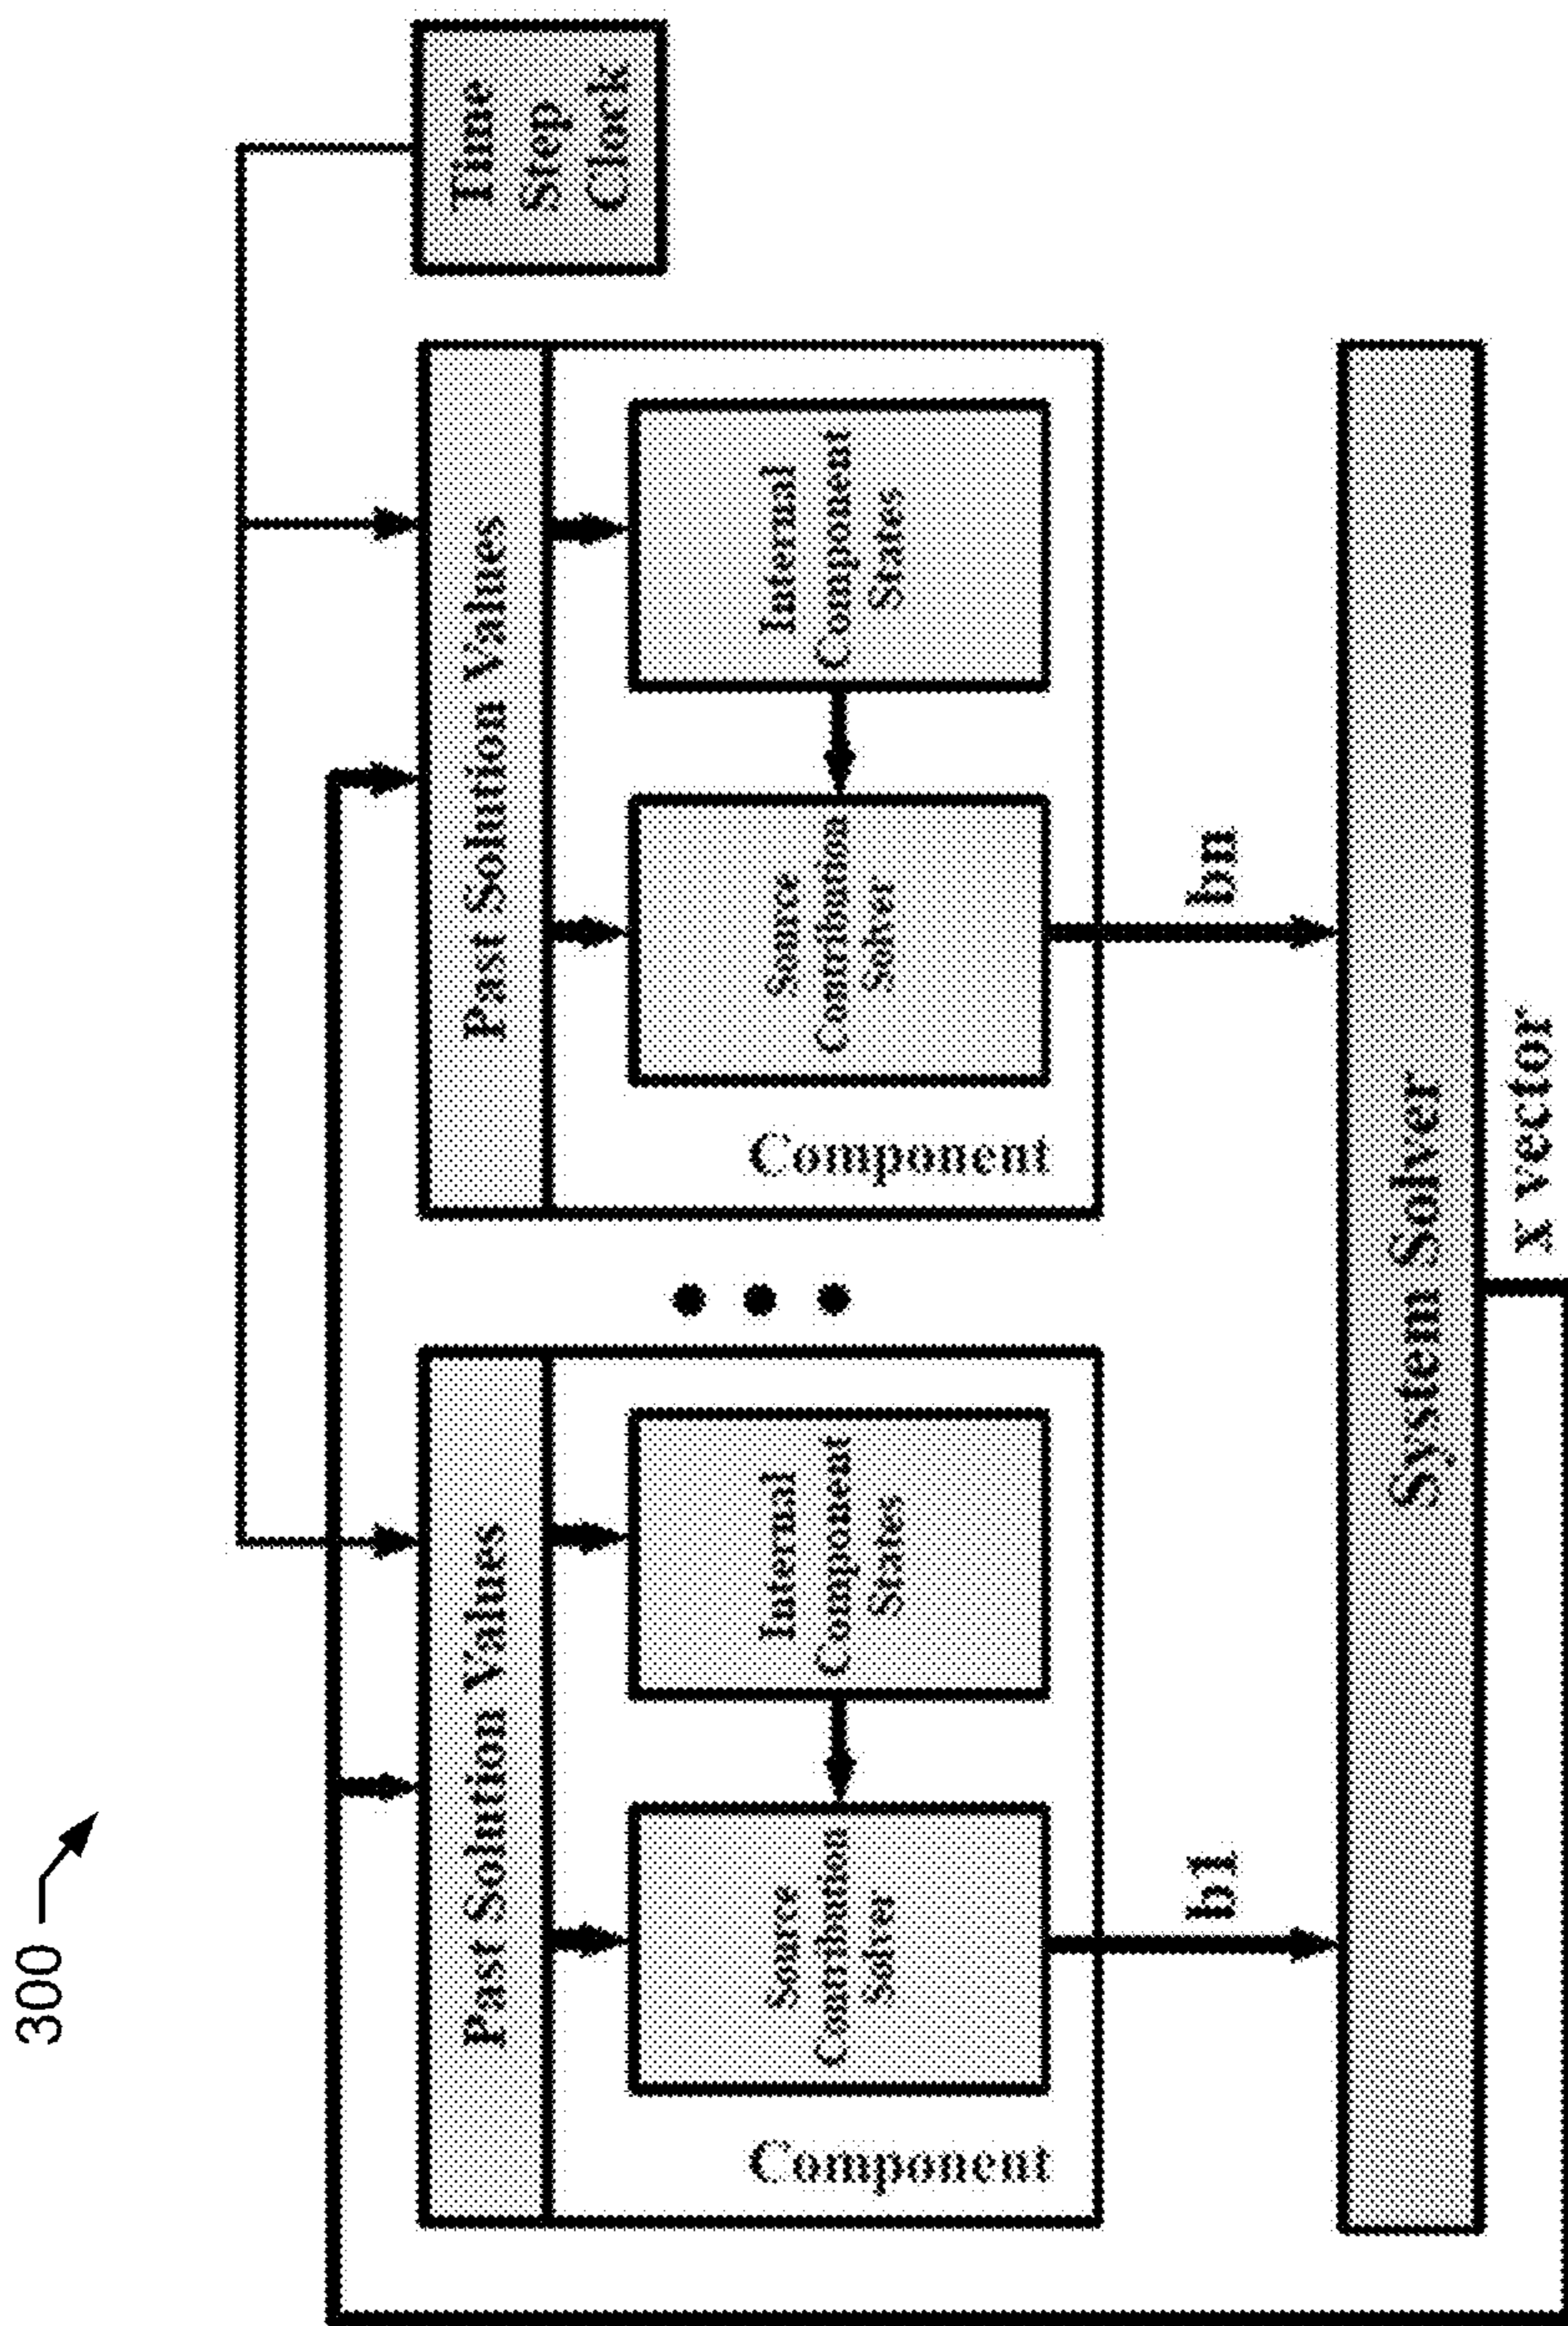 300
Time
Step
Clock
Past Solution Values
Source
Contribution
Solver
Internal
Component
States
Component
b1
Past Solution Values
Source
Contribution
Solver
Internal
Component
States
Component
bn
System Solver
x vector